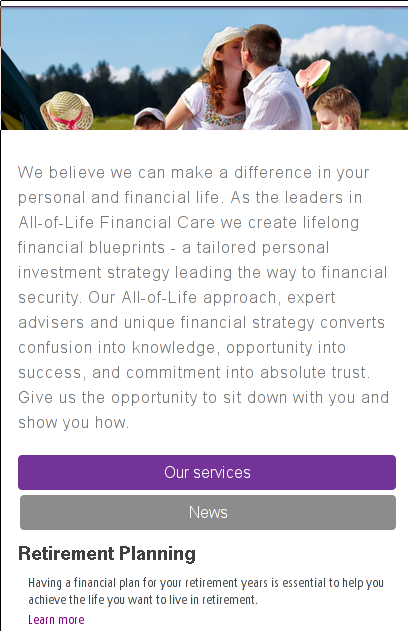 We believe we can make a difference in your
personal and financial life. As the leaders in
All-of-Life Financial Care we create lifelong
financial blueprints - a tailored personal
investment strategy leading the way to financial
security. Our All-of-Life approach, expert
advisers and unique financial strategy converts
confusion into knowledge, opportunity into
success, and commitment into absolute trust.
Give us the opportunity to sit down with you and
show you how.
Our services
News
Retirement Planning
Having a financial plan for your retirement years is essential to help you
achieve the life you want to live in retirement.
Learn more